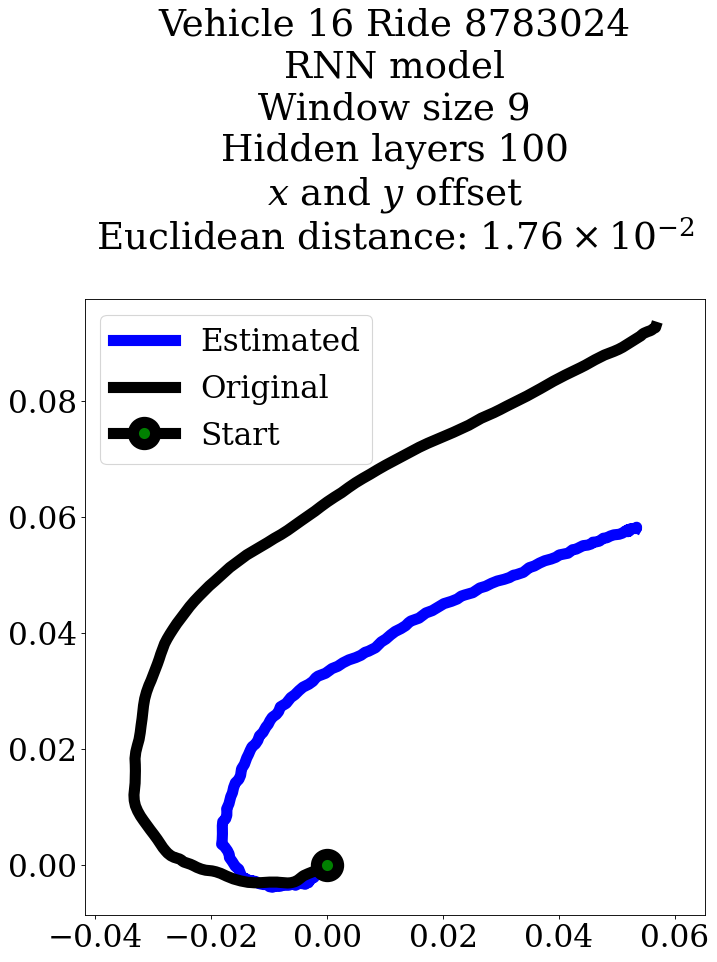 Vehicle 16 Ride 8783024
RNN model
Window size 9
Hidden layers 100
x and y offset
Euclidean distance: 1.76 × 10⁻²
Estimated
Original
Start
0.08
0.06
0.04
0.02
0.00
−0.04 −0.02 0.00 0.02 0.04 0.06